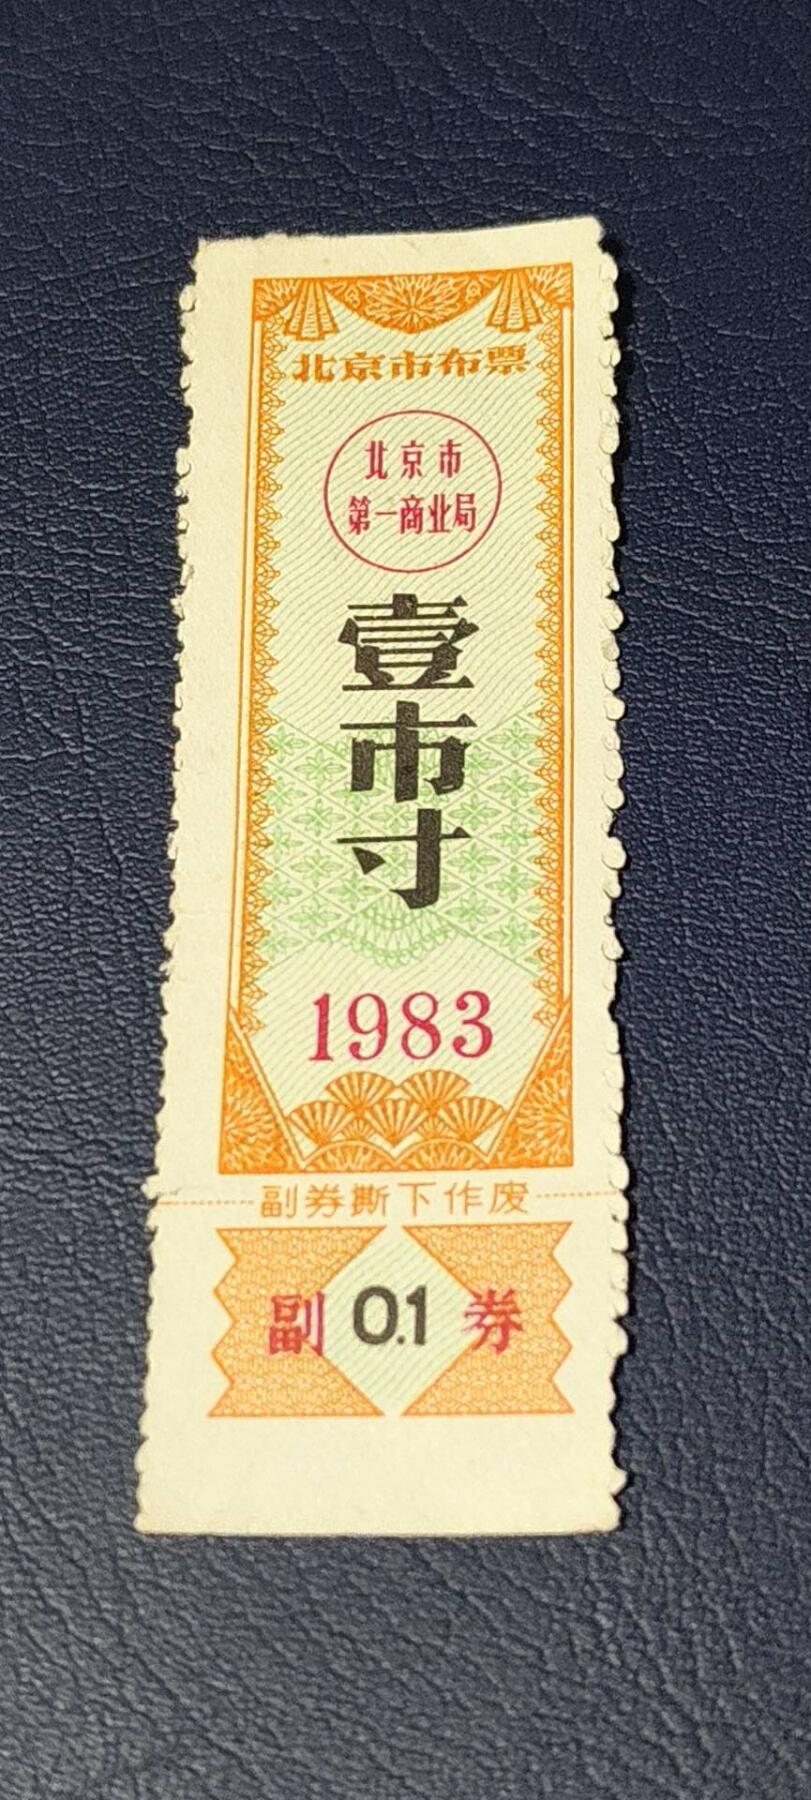 北京市布票
北京市
第一商业局
壹市寸
1983
副券撕下作废
副 0.1 券